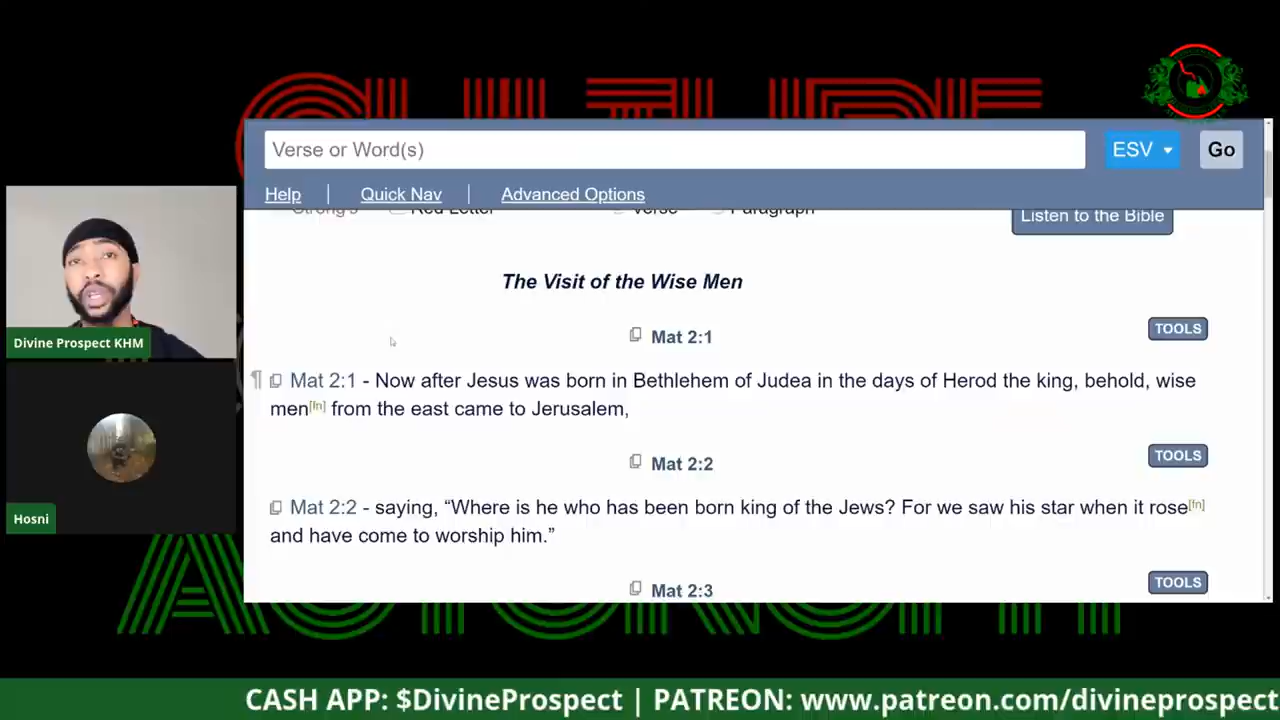 Verse or Word(s)
ESV
Go
Help | Quick Nav | Advanced Options
Strong's Red Letter Verse Paragraph
Listen to the Bible
The Visit of the Wise Men
Mat 2:1
TOOLS
¶ Mat 2:1 - Now after Jesus was born in Bethlehem of Judea in the days of Herod the king, behold, wise
men[fn] from the east came to Jerusalem,
Mat 2:2
TOOLS
Mat 2:2 - saying, “Where is he who has been born king of the Jews? For we saw his star when it rose[fn]
and have come to worship him.”
Mat 2:3
TOOLS
Divine Prospect KHM
Hosni
CASH APP: $DivineProspect | PATREON: www.patreon.com/divineprospect